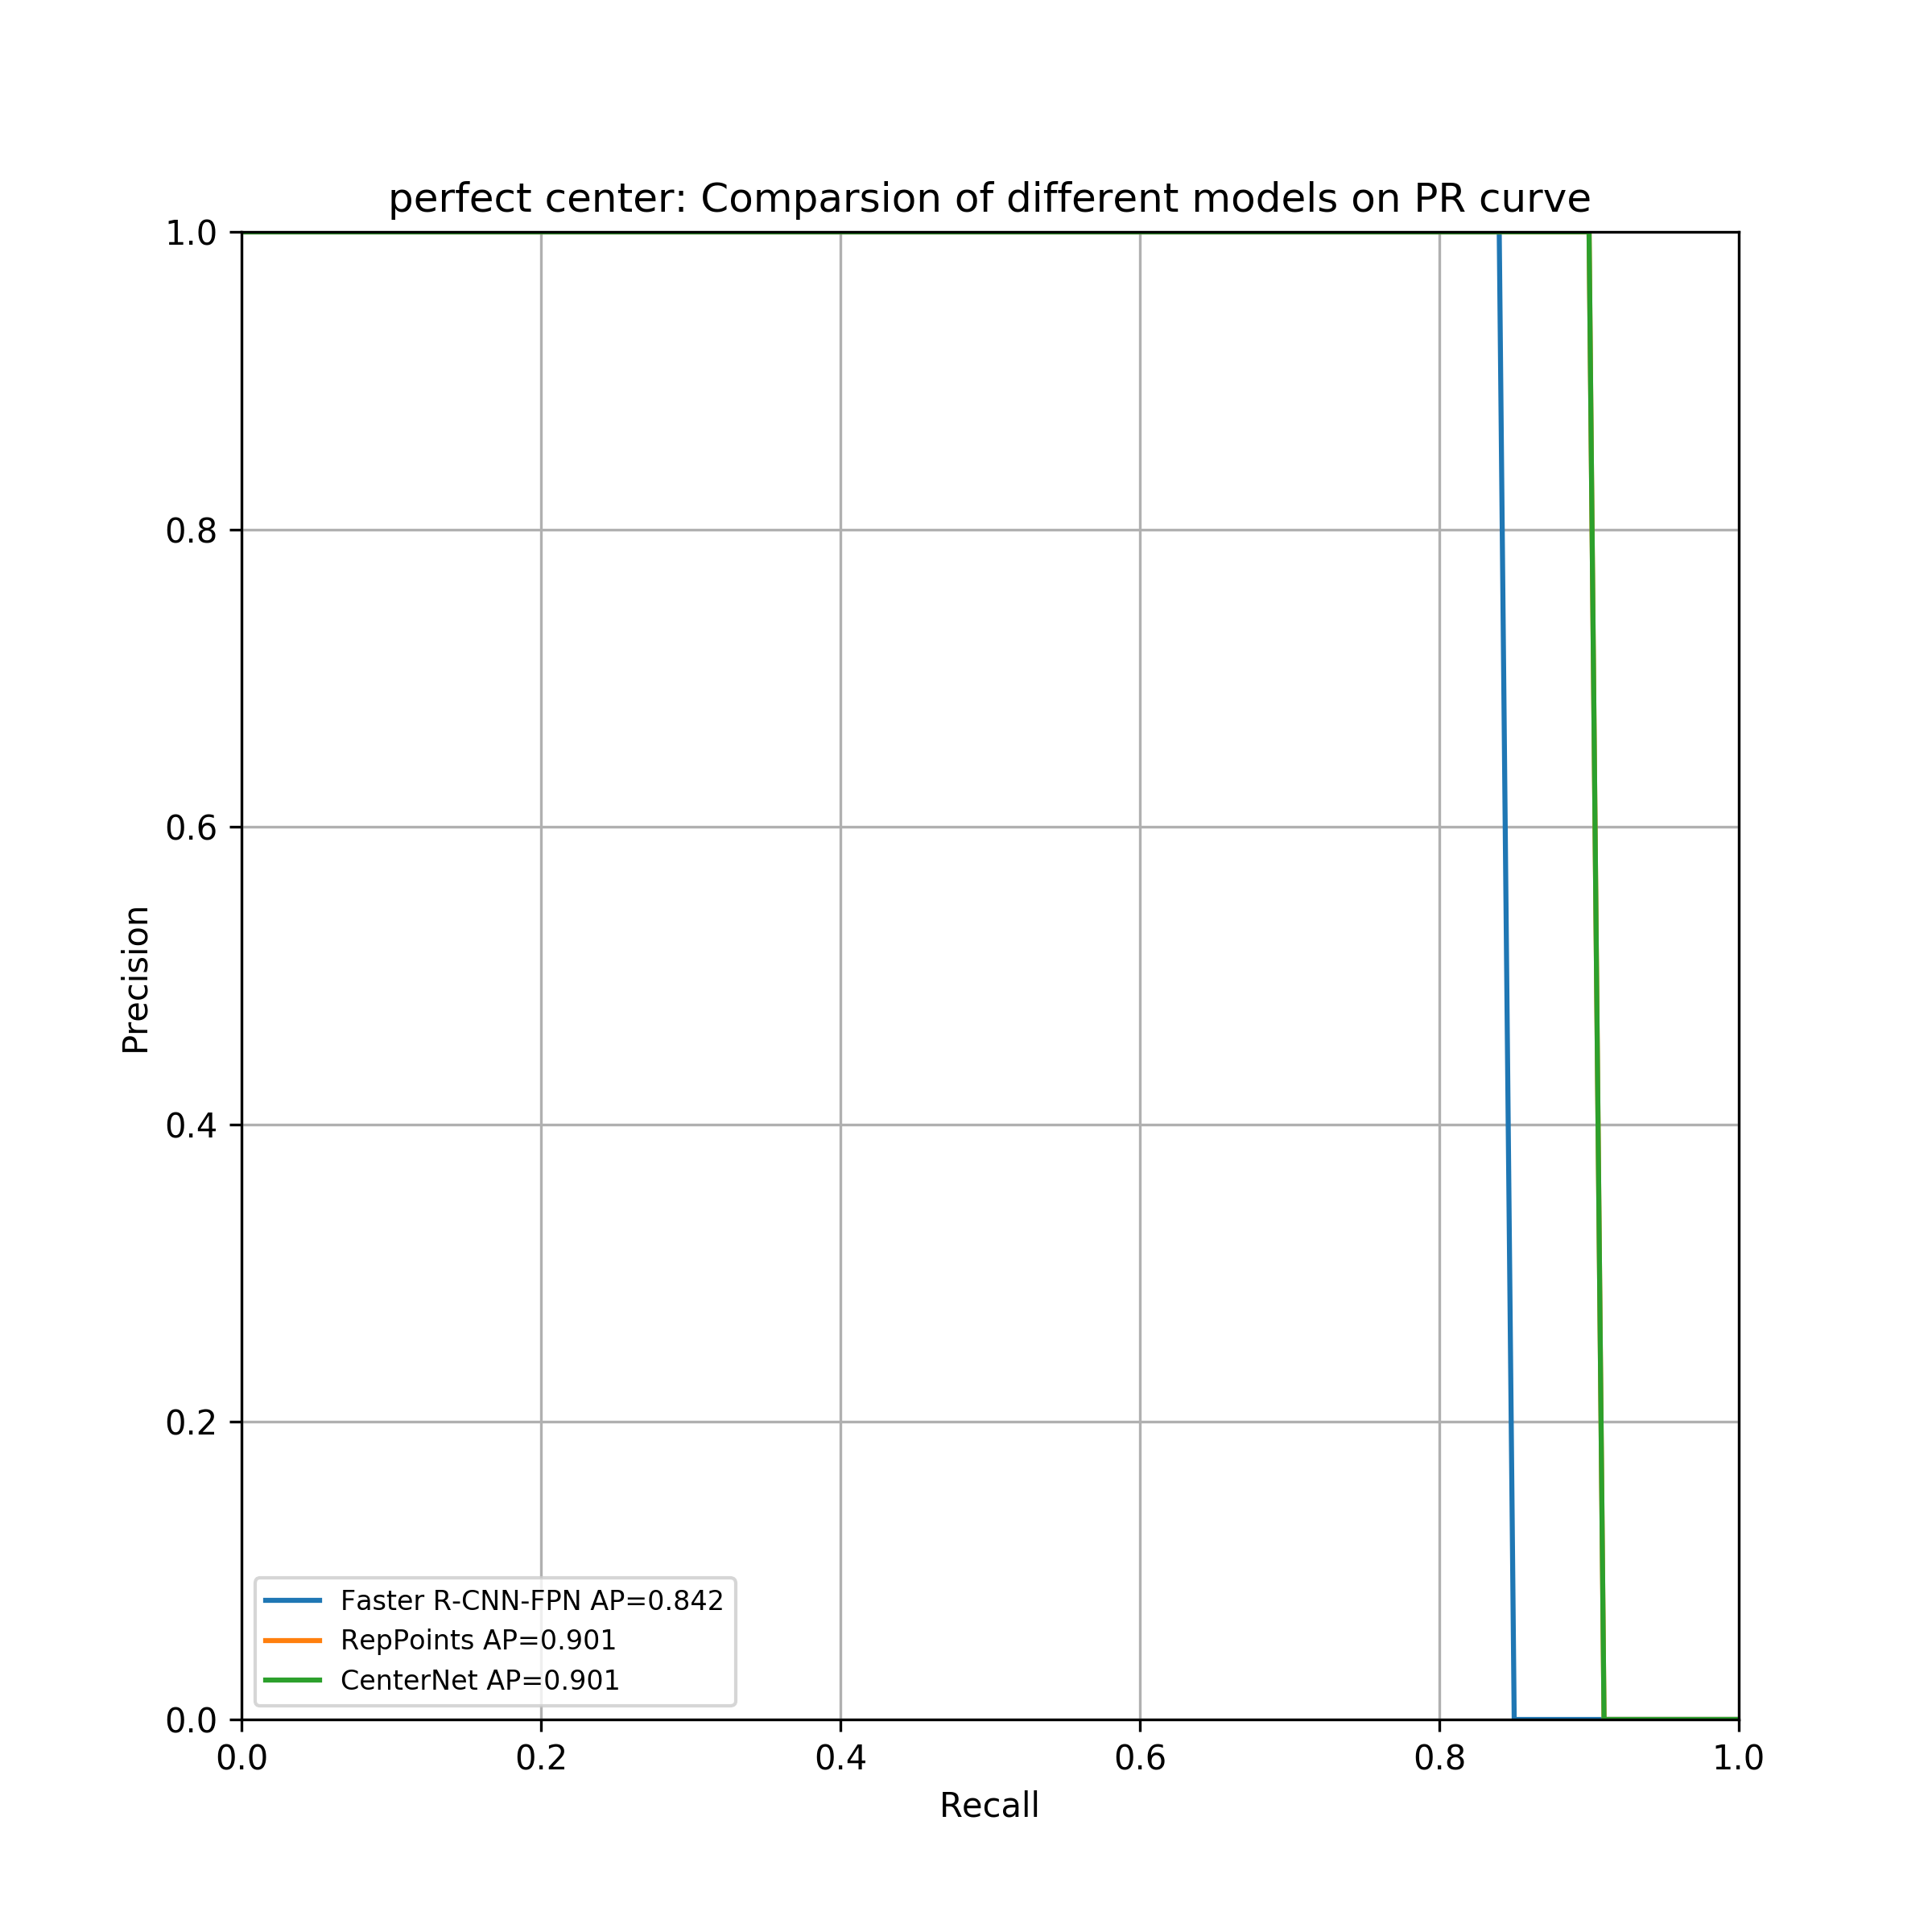 perfect center: Comparsion of different models on PR curve
1.0
0.8
0.6
0.4
0.2
0.0
Precision
Faster R-CNN-FPN AP=0.842
RepPoints AP=0.901
CenterNet AP=0.901
0.0 0.2 0.4 0.6 0.8 1.0
Recall